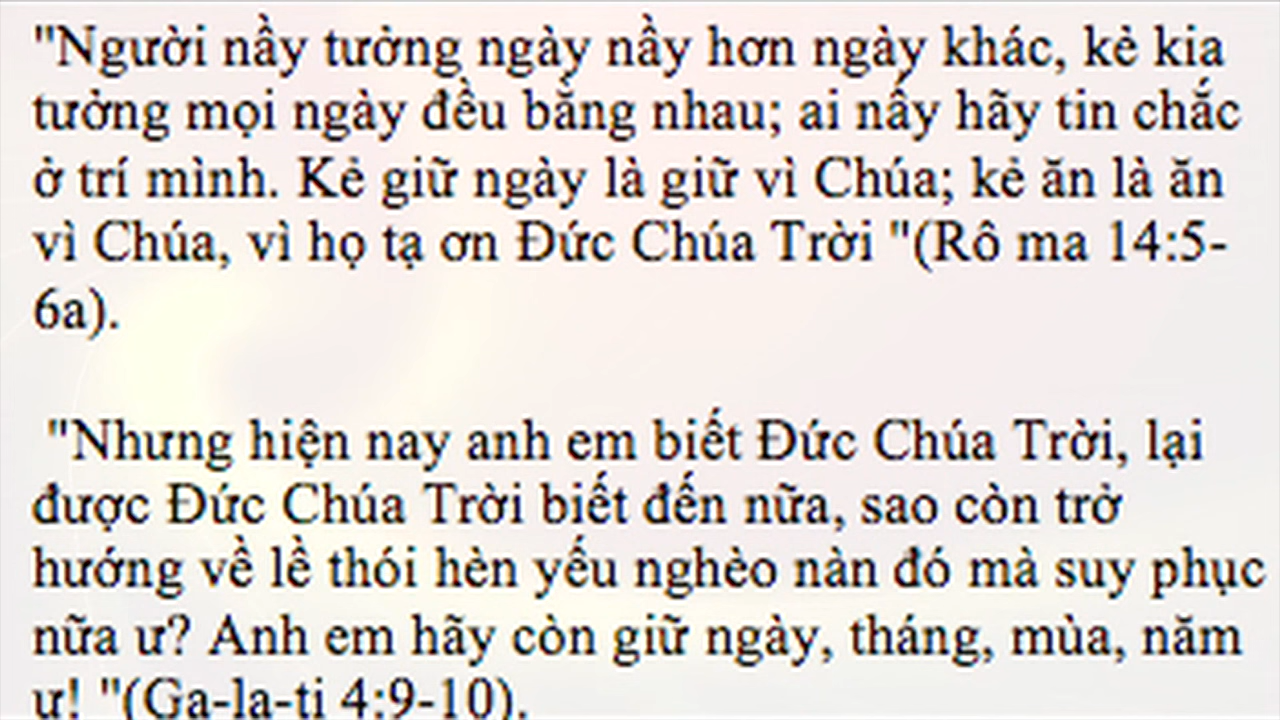 "Người nầy tưởng ngày nầy hơn ngày khác, kẻ kia
tưởng mọi ngày đều bằng nhau; ai nấy hãy tin chắc
ở trí mình. Kẻ giữ ngày là giữ vì Chúa; kẻ ăn là ăn
vì Chúa, vì họ tạ ơn Đức Chúa Trời "(Rô ma 14:5-
6a).
"Nhưng hiện nay anh em biết Đức Chúa Trời, lại
được Đức Chúa Trời biết đến nữa, sao còn trở
hướng về lề thói hèn yếu nghèo nàn đó mà suy phục
nữa ư? Anh em hãy còn giữ ngày, tháng, mùa, năm
ư! "(Ga-la-ti 4:9-10).